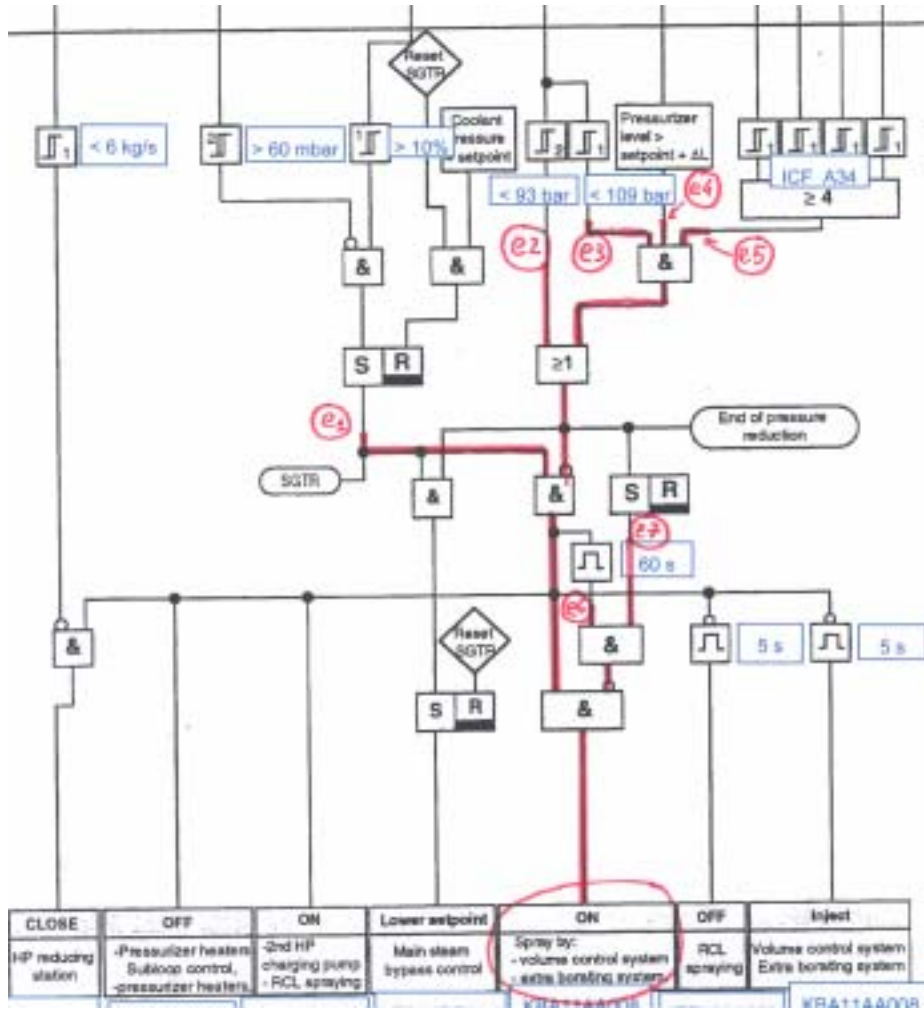 Reset
SGTR
Coolant
pressure
setpoint
Pressurizer
level >
setpoint + ΔL
< 6 kg/s
> 60 mbar
> 10%
< 93 bar
< 109 bar
ICF A34
≥ 4
e4
e2
e3
e5
&
&
&
S R
≥1
e1
End of pressure
reduction
SGTR
&
&
S R
e7
60 s
e6
&
Reset
SGTR
&
5 s
5 s
S R
&
CLOSE
OFF
ON
Lower setpoint
ON
OFF
Inject
HP reducing
station
-Pressurizer heaters
Subloop control,
-pressurizer heaters,
-2nd HP
charging pump
- RCL spraying
Main steam
bypass control
Spray by:
- volume control system
- extra borating system
RCL
spraying
Volume control system
Extra borating system
KBA11AA008
KBA11AA008